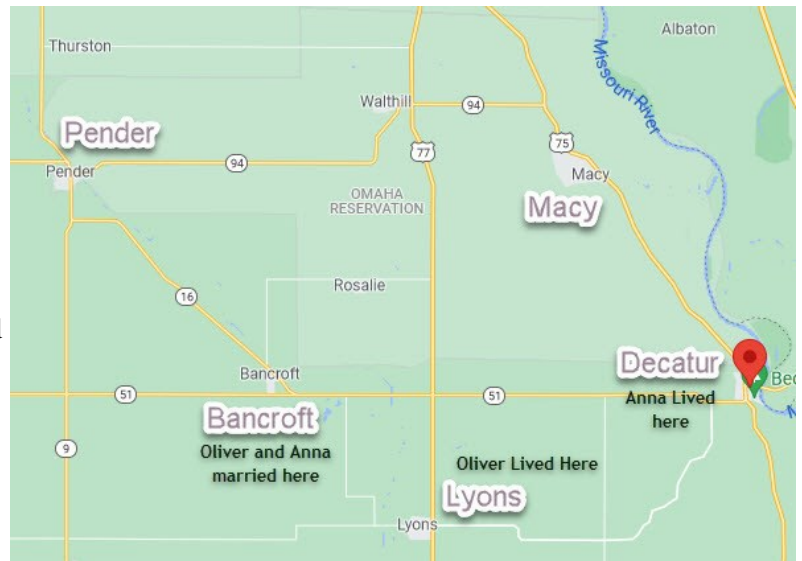 Albaton
Thurston
Missouri River
Walthill
94
Pender
75
77
Pender
94
Macy
OMAHA
RESERVATION
Macy
Rosalie
16
Decatur
Bancroft
51
51
Anna Lived
here
Bancroft
Oliver and Anna
married here
9
Oliver Lived Here
Lyons
Lyons